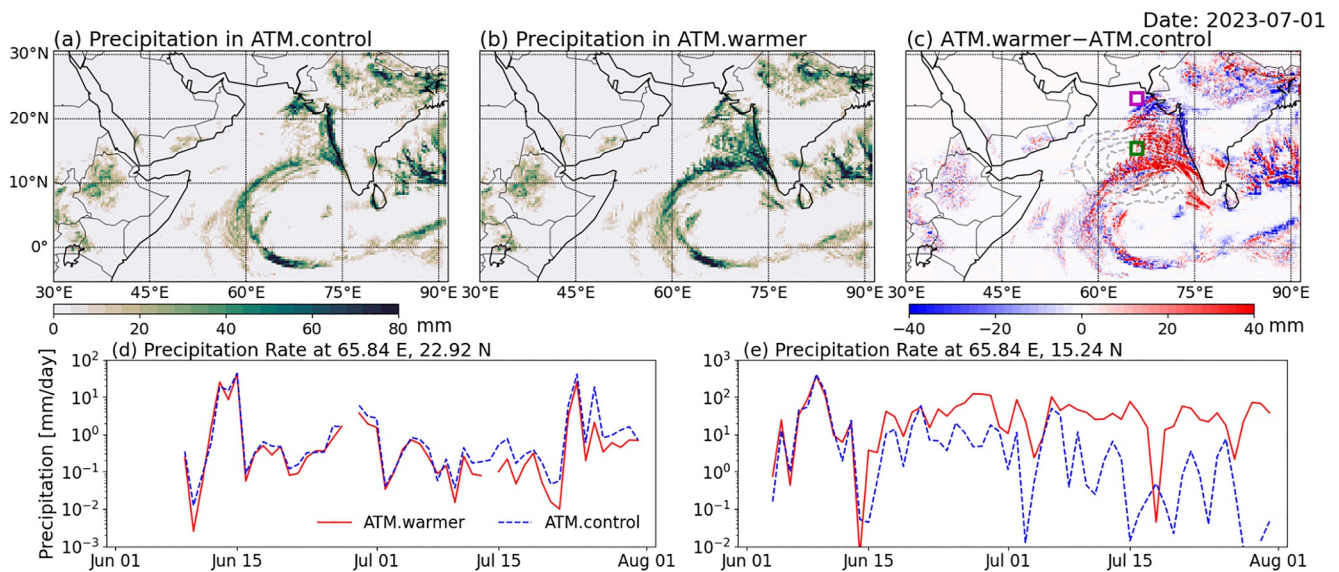 Date: 2023-07-01
(a) Precipitation in ATM.control
(b) Precipitation in ATM.warmer
(c) ATM.warmer−ATM.control
30°N
20°N
10°N
0°
30°E 45°E 60°E 75°E 90°E
30°E 45°E 60°E 75°E 90°E
30°E 45°E 60°E 75°E 90°E
0 20 40 60 80 mm
−40 −20 0 20 40 mm
(d) Precipitation Rate at 65.84 E, 22.92 N
Precipitation [mm/day]
10²
10¹
10⁰
10⁻¹
10⁻²
10⁻³
ATM.warmer
ATM.control
Jun 01 Jun 15 Jul 01 Jul 15 Aug 01
(e) Precipitation Rate at 65.84 E, 15.24 N
10³
10²
10¹
10⁰
10⁻¹
10⁻²
Jun 01 Jun 15 Jul 01 Jul 15 Aug 01